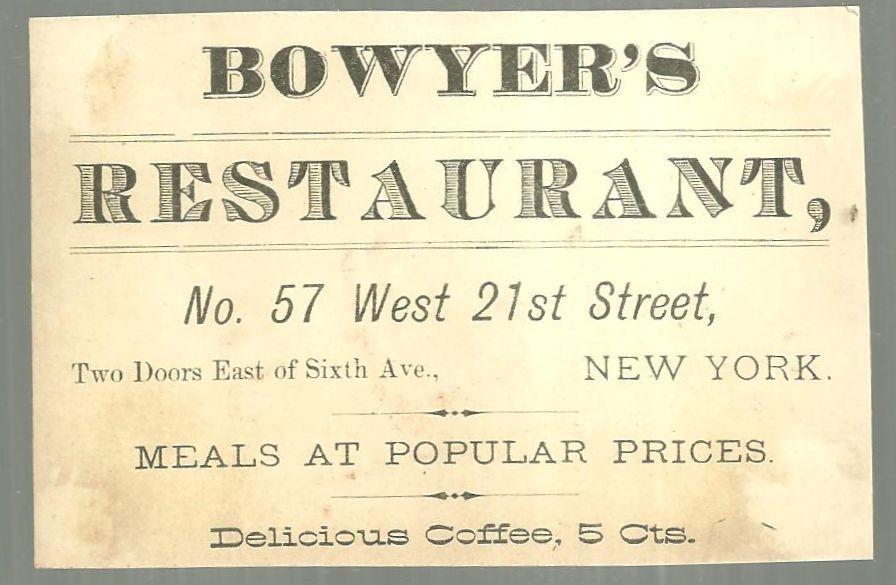 BOWYER'S
RESTAURANT,
No. 57 West 21st Street,
Two Doors East of Sixth Ave., NEW YORK.
MEALS AT POPULAR PRICES.
Delicious Coffee, 5 Cts.